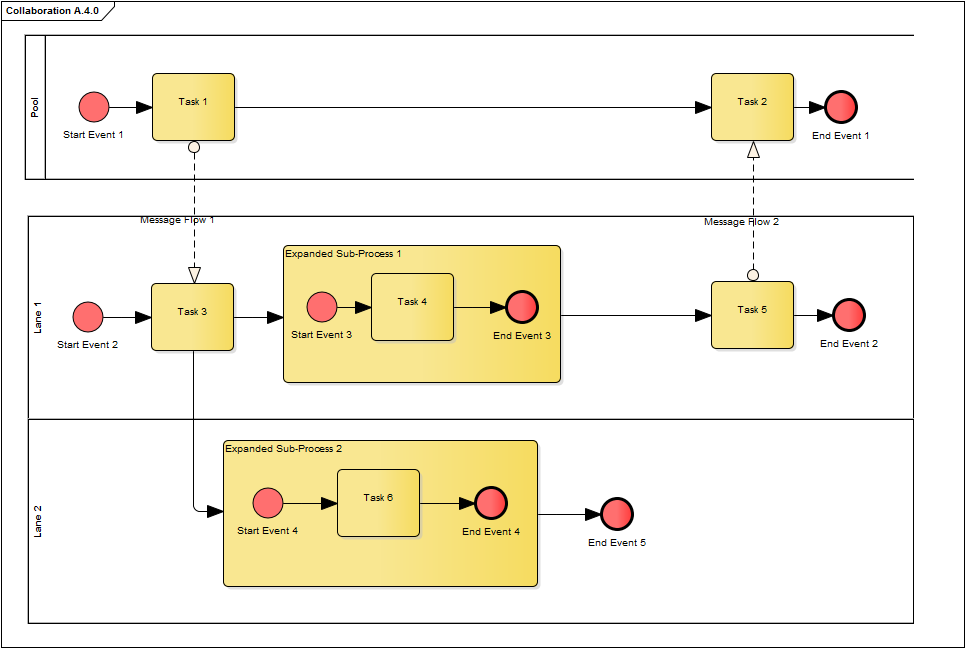 Collaboration A.4.0
Pool
Task 1
Task 2
Start Event 1
End Event 1
Message Flow 1
Message Flow 2
Lane 1
Expanded Sub-Process 1
Task 3
Task 4
Task 5
Start Event 2
Start Event 3
End Event 3
End Event 2
Lane 2
Expanded Sub-Process 2
Task 6
Start Event 4
End Event 4
End Event 5